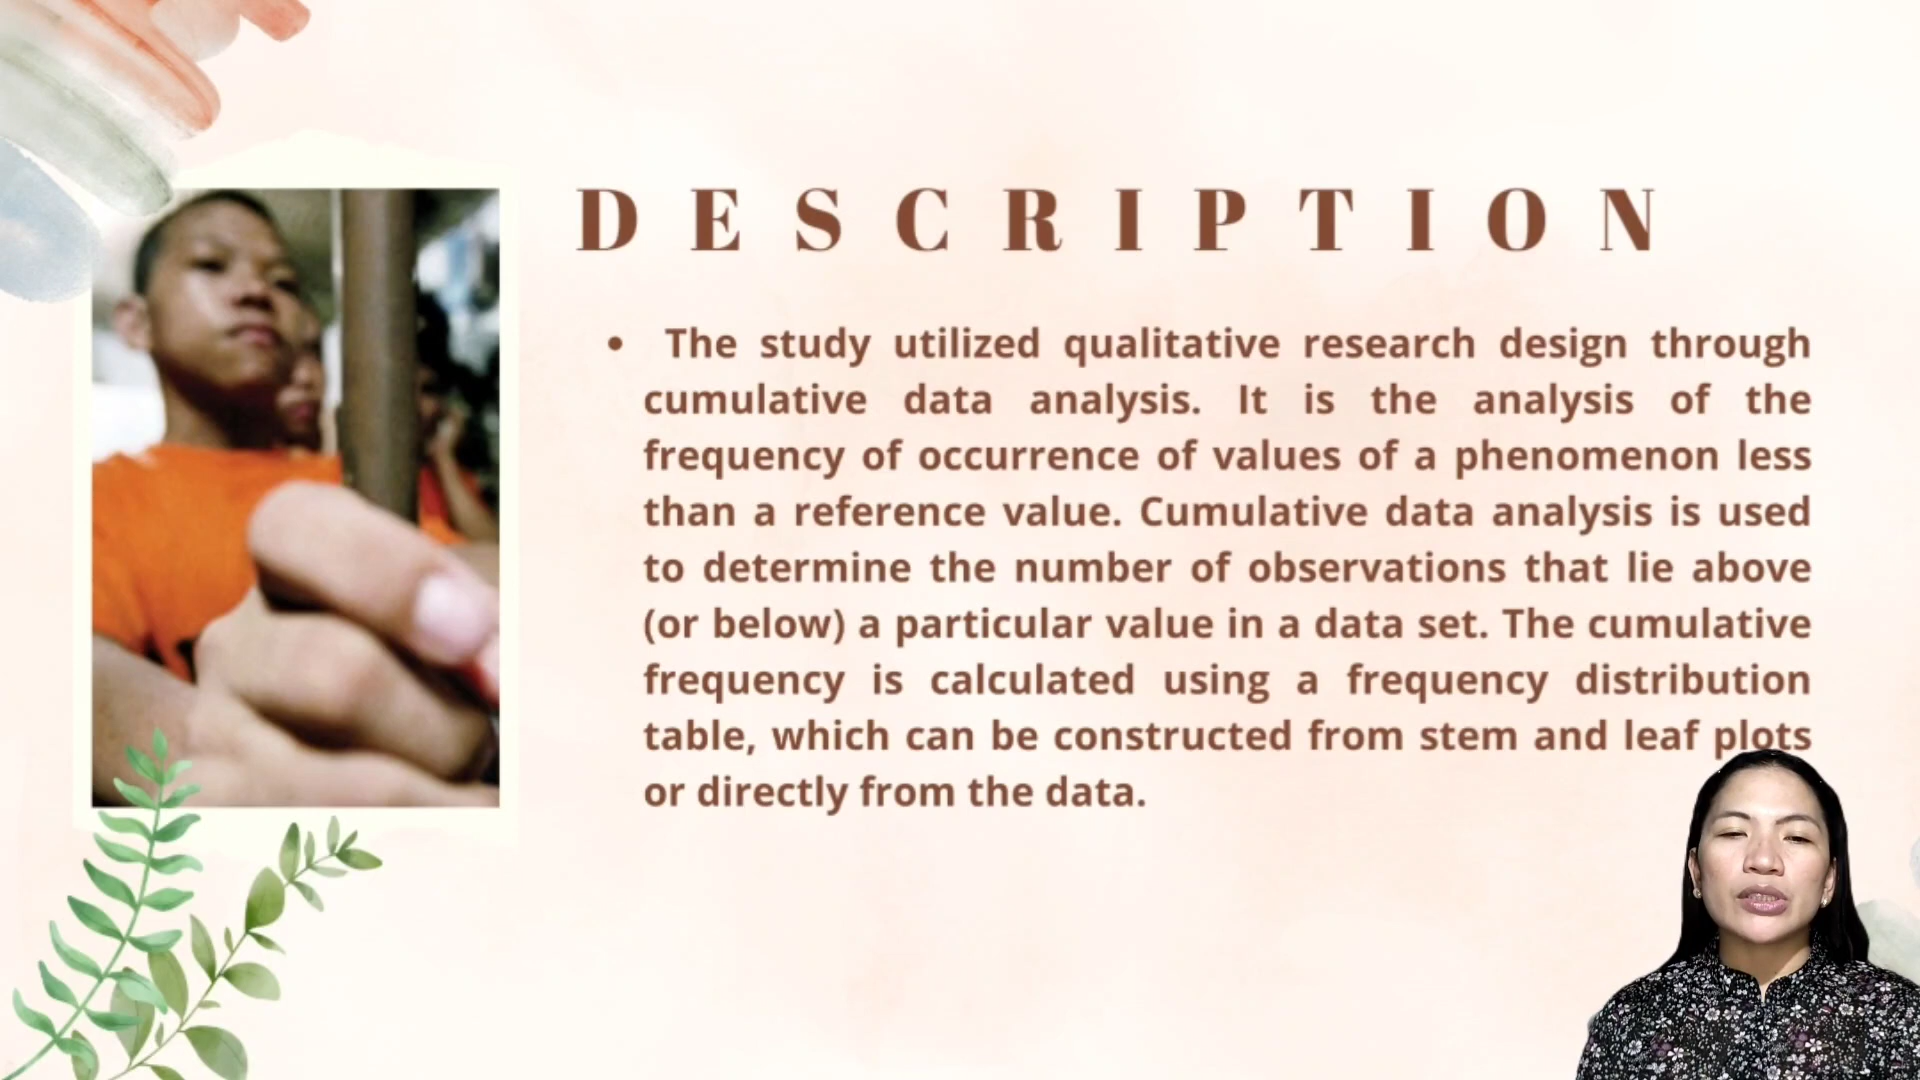 DESCRIPTION
• The study utilized qualitative research design through
cumulative data analysis. It is the analysis of the
frequency of occurrence of values of a phenomenon less
than a reference value. Cumulative data analysis is used
to determine the number of observations that lie above
(or below) a particular value in a data set. The cumulative
frequency is calculated using a frequency distribution
table, which can be constructed from stem and leaf plots
or directly from the data.